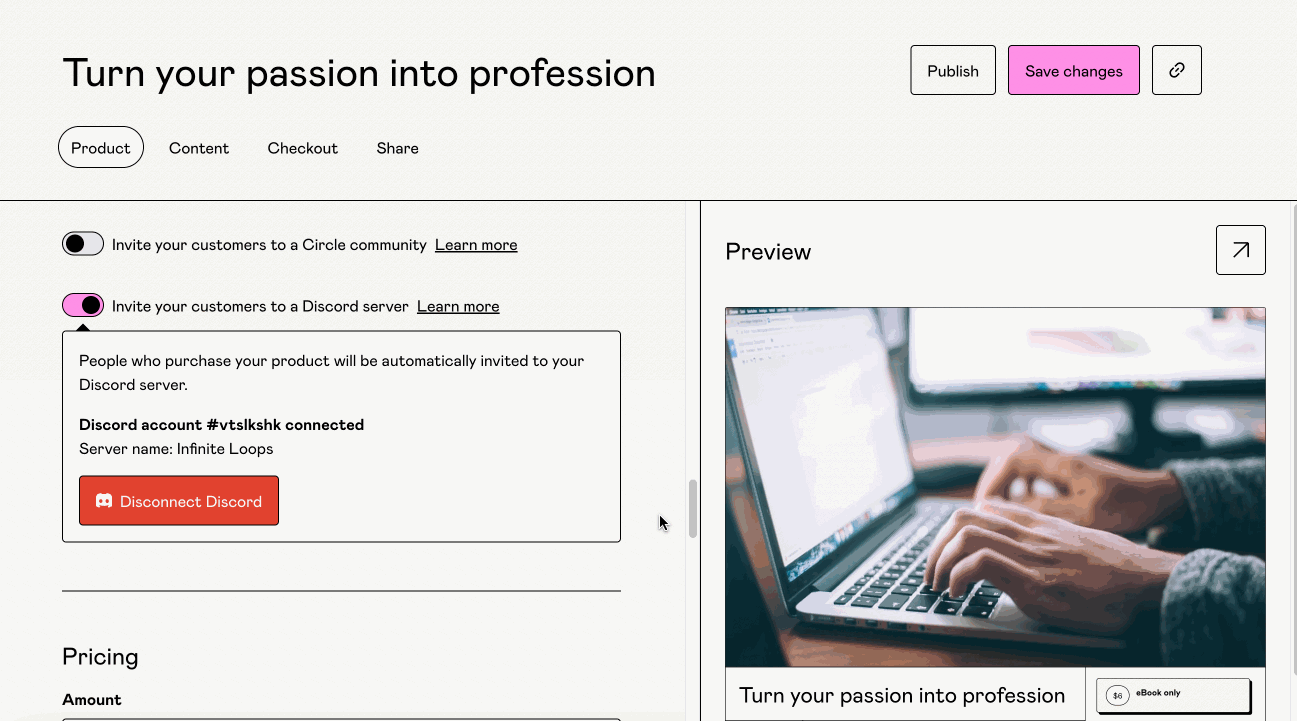 Turn your passion into profession
Publish
Save changes
Product
Content
Checkout
Share
Invite your customers to a Circle community Learn more
Invite your customers to a Discord server Learn more
People who purchase your product will be automatically invited to your
Discord server.
Discord account #vtslkshk connected
Server name: Infinite Loops
Disconnect Discord
Pricing
Amount
Preview
Turn your passion into profession
$6
eBook only